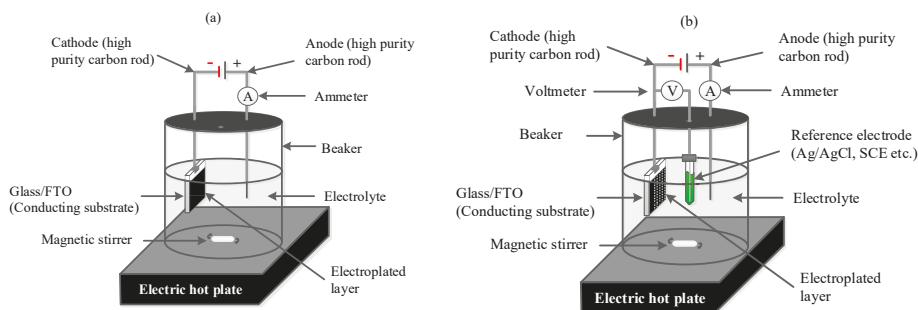 (a)
Cathode (high
purity carbon rod)
- +
Anode (high purity
carbon rod)
A
Ammeter
Beaker
Glass/FTO
(Conducting substrate)
Electrolyte
Magnetic stirrer
Electroplated
layer
Electric hot plate
(b)
Cathode (high
purity carbon rod)
- +
Anode (high purity
carbon rod)
Voltmeter
V
A
Ammeter
Beaker
Reference electrode
(Ag/AgCl, SCE etc.)
Glass/FTO
(Conducting substrate)
Electrolyte
Magnetic stirrer
Electroplated
layer
Electric hot plate